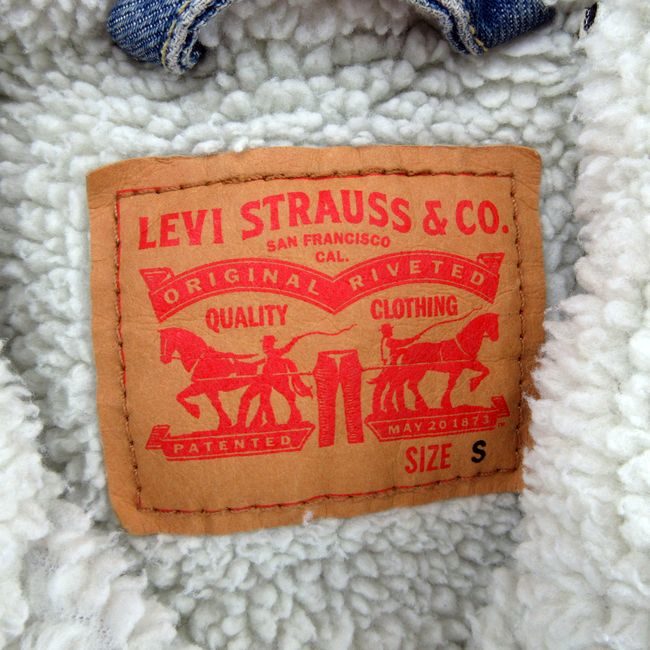 LEVI STRAUSS & CO.
SAN FRANCISCO
CAL.
ORIGINAL RIVETED
QUALITY CLOTHING
PATENTED
MAY 20 1873
SIZE S